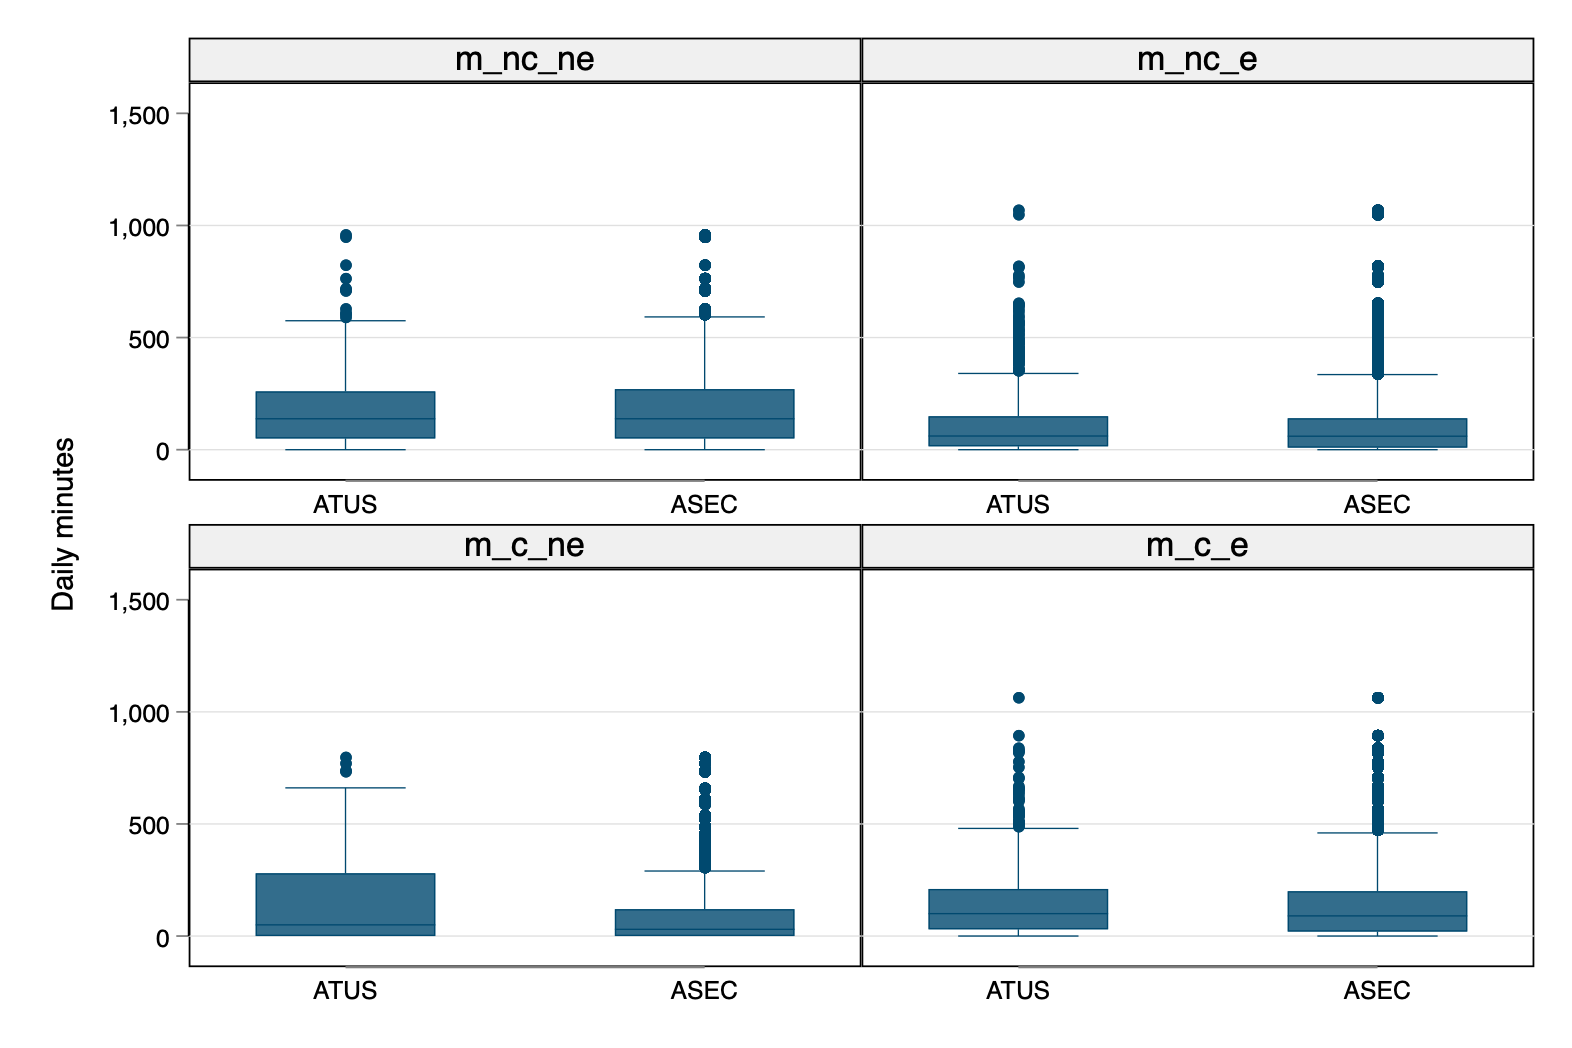 m_nc_ne
m_nc_e
1,500
1,000
500
0
ATUS
ASEC
ATUS
ASEC
Daily minutes
m_c_ne
m_c_e
1,500
1,000
500
0
ATUS
ASEC
ATUS
ASEC